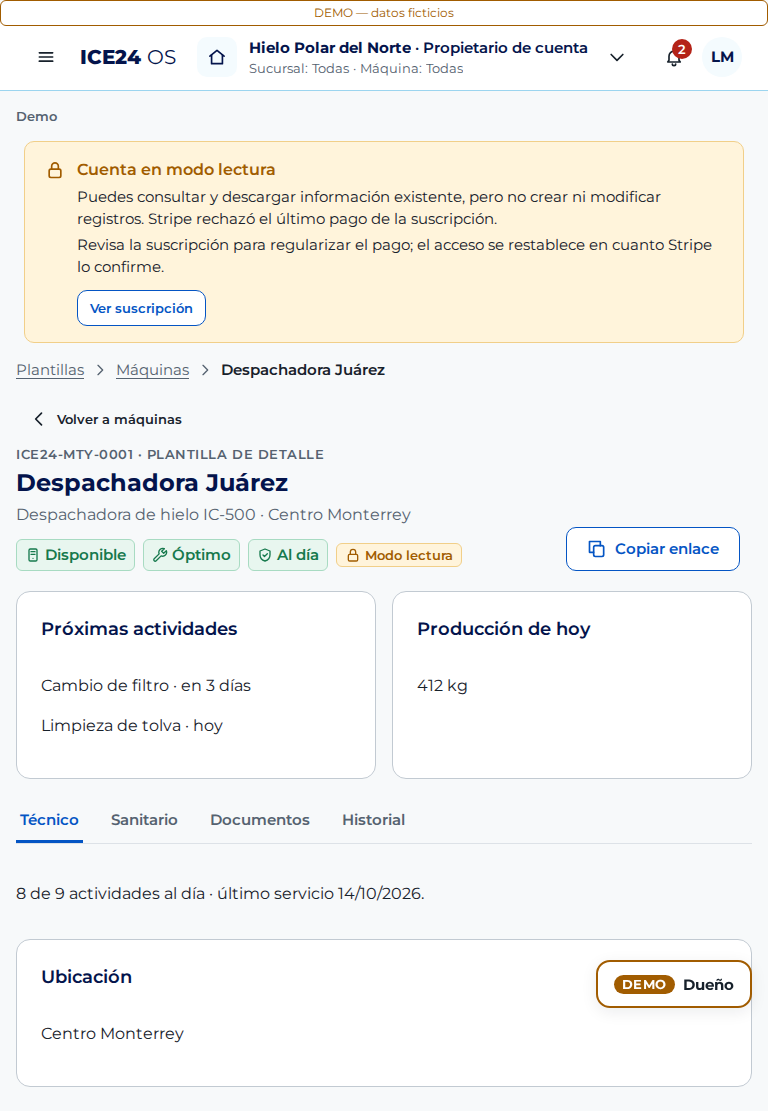 DEMO — datos ficticios
ICE24 OS
Hielo Polar del Norte · Propietario de cuenta
Sucursal: Todas · Máquina: Todas
2
LM
Demo
Cuenta en modo lectura
Puedes consultar y descargar información existente, pero no crear ni modificar
registros. Stripe rechazó el último pago de la suscripción.
Revisa la suscripción para regularizar el pago; el acceso se restablece en cuanto Stripe
lo confirme.
Ver suscripción
Plantillas > Máquinas > Despachadora Juárez
Volver a máquinas
ICE24-MTY-0001 · PLANTILLA DE DETALLE
Despachadora Juárez
Despachadora de hielo IC-500 · Centro Monterrey
Disponible Óptimo Al día Modo lectura
Copiar enlace
Próximas actividades
Cambio de filtro · en 3 días
Limpieza de tolva · hoy
Producción de hoy
412 kg
Técnico Sanitario Documentos Historial
8 de 9 actividades al día · último servicio 14/10/2026.
Ubicación
DEMO Dueño
Centro Monterrey